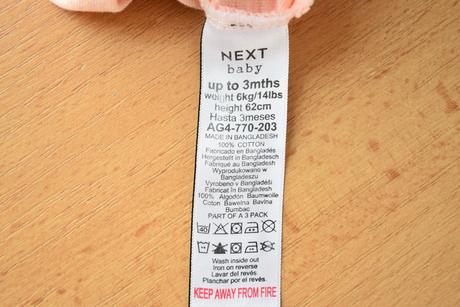 NEXT
baby
up to 3mths
weight 6kg/14lbs
height 62cm
Hasta 3meses
AG4-770-203
MADE IN BANGLADESH
100% COTTON
Fabricado en Bangladés
Hergestellt in Bangladesch
Fabriqué au Bangladesh
Wyprodukowano w
Bangladeszu
Vyrobeno v Bangladéši
Fabricat în Bangladesh
100% Algodón Baumwolle
Coton Bawełna Bavlna
Bumbac
PART OF A 3 PACK
40
Wash inside out
Iron on reverse
Lavar del revés.
Planchar por el revés.
KEEP AWAY FROM FIRE